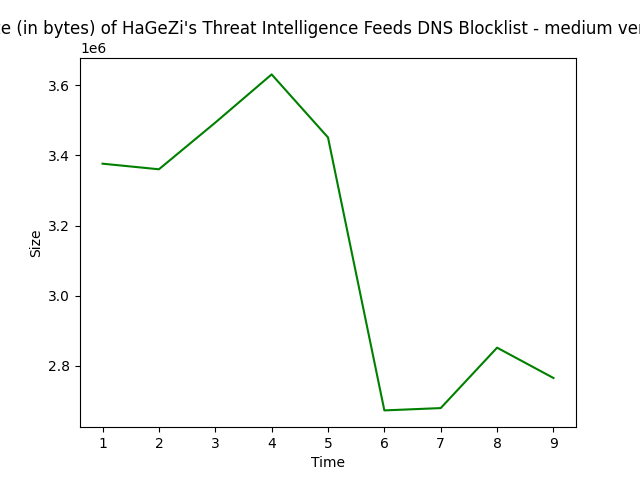 e (in bytes) of HaGeZi's Threat Intelligence Feeds DNS Blocklist - medium ver
1e6
3.6
3.4
3.2
3.0
2.8
Size
1 2 3 4 5 6 7 8 9
Time